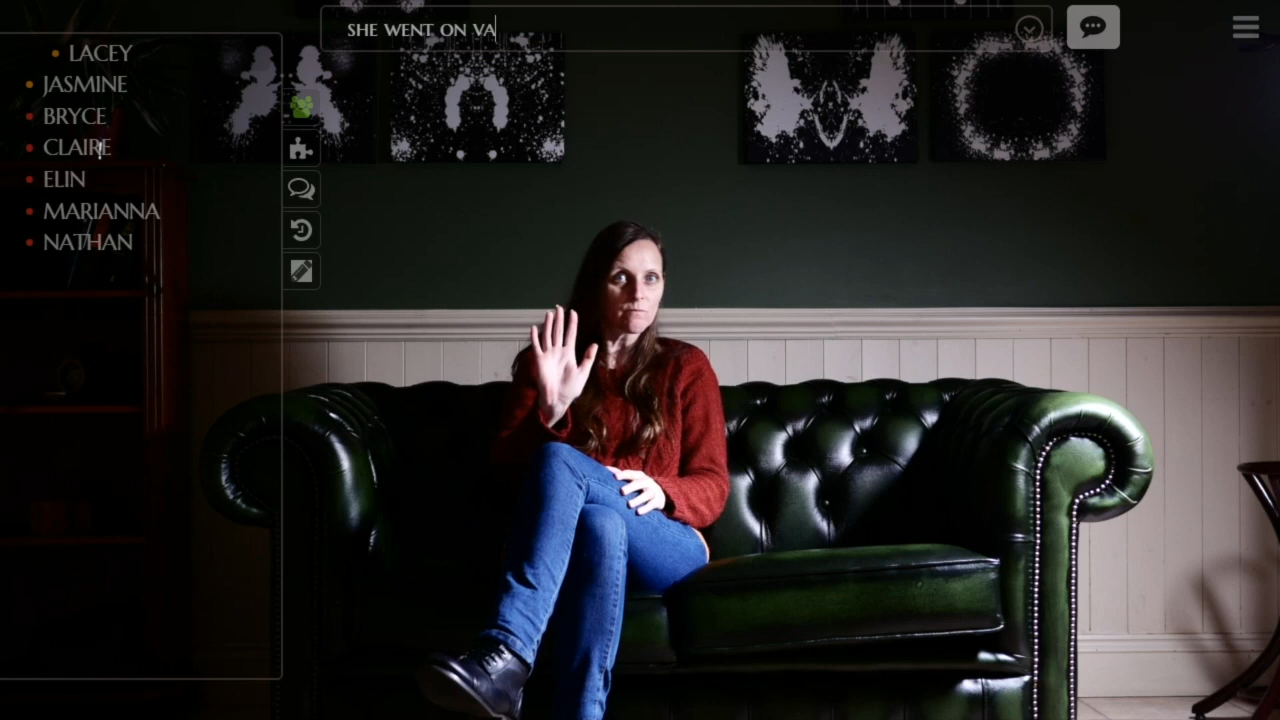 SHE WENT ON VA
LACEY
JASMINE
BRYCE
CLAIRE
ELIN
MARIANNA
NATHAN